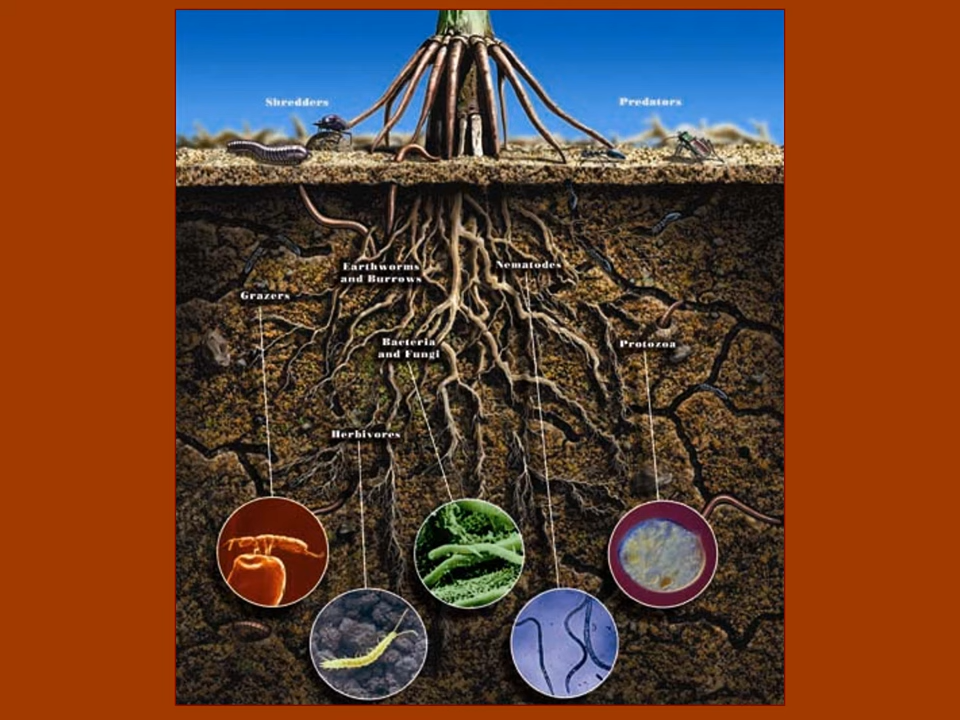 Shredders
Predators
Earthworms
and Burrows
Nematodes
Grazers
Bacteria
and Fungi
Protozoa
Herbivores